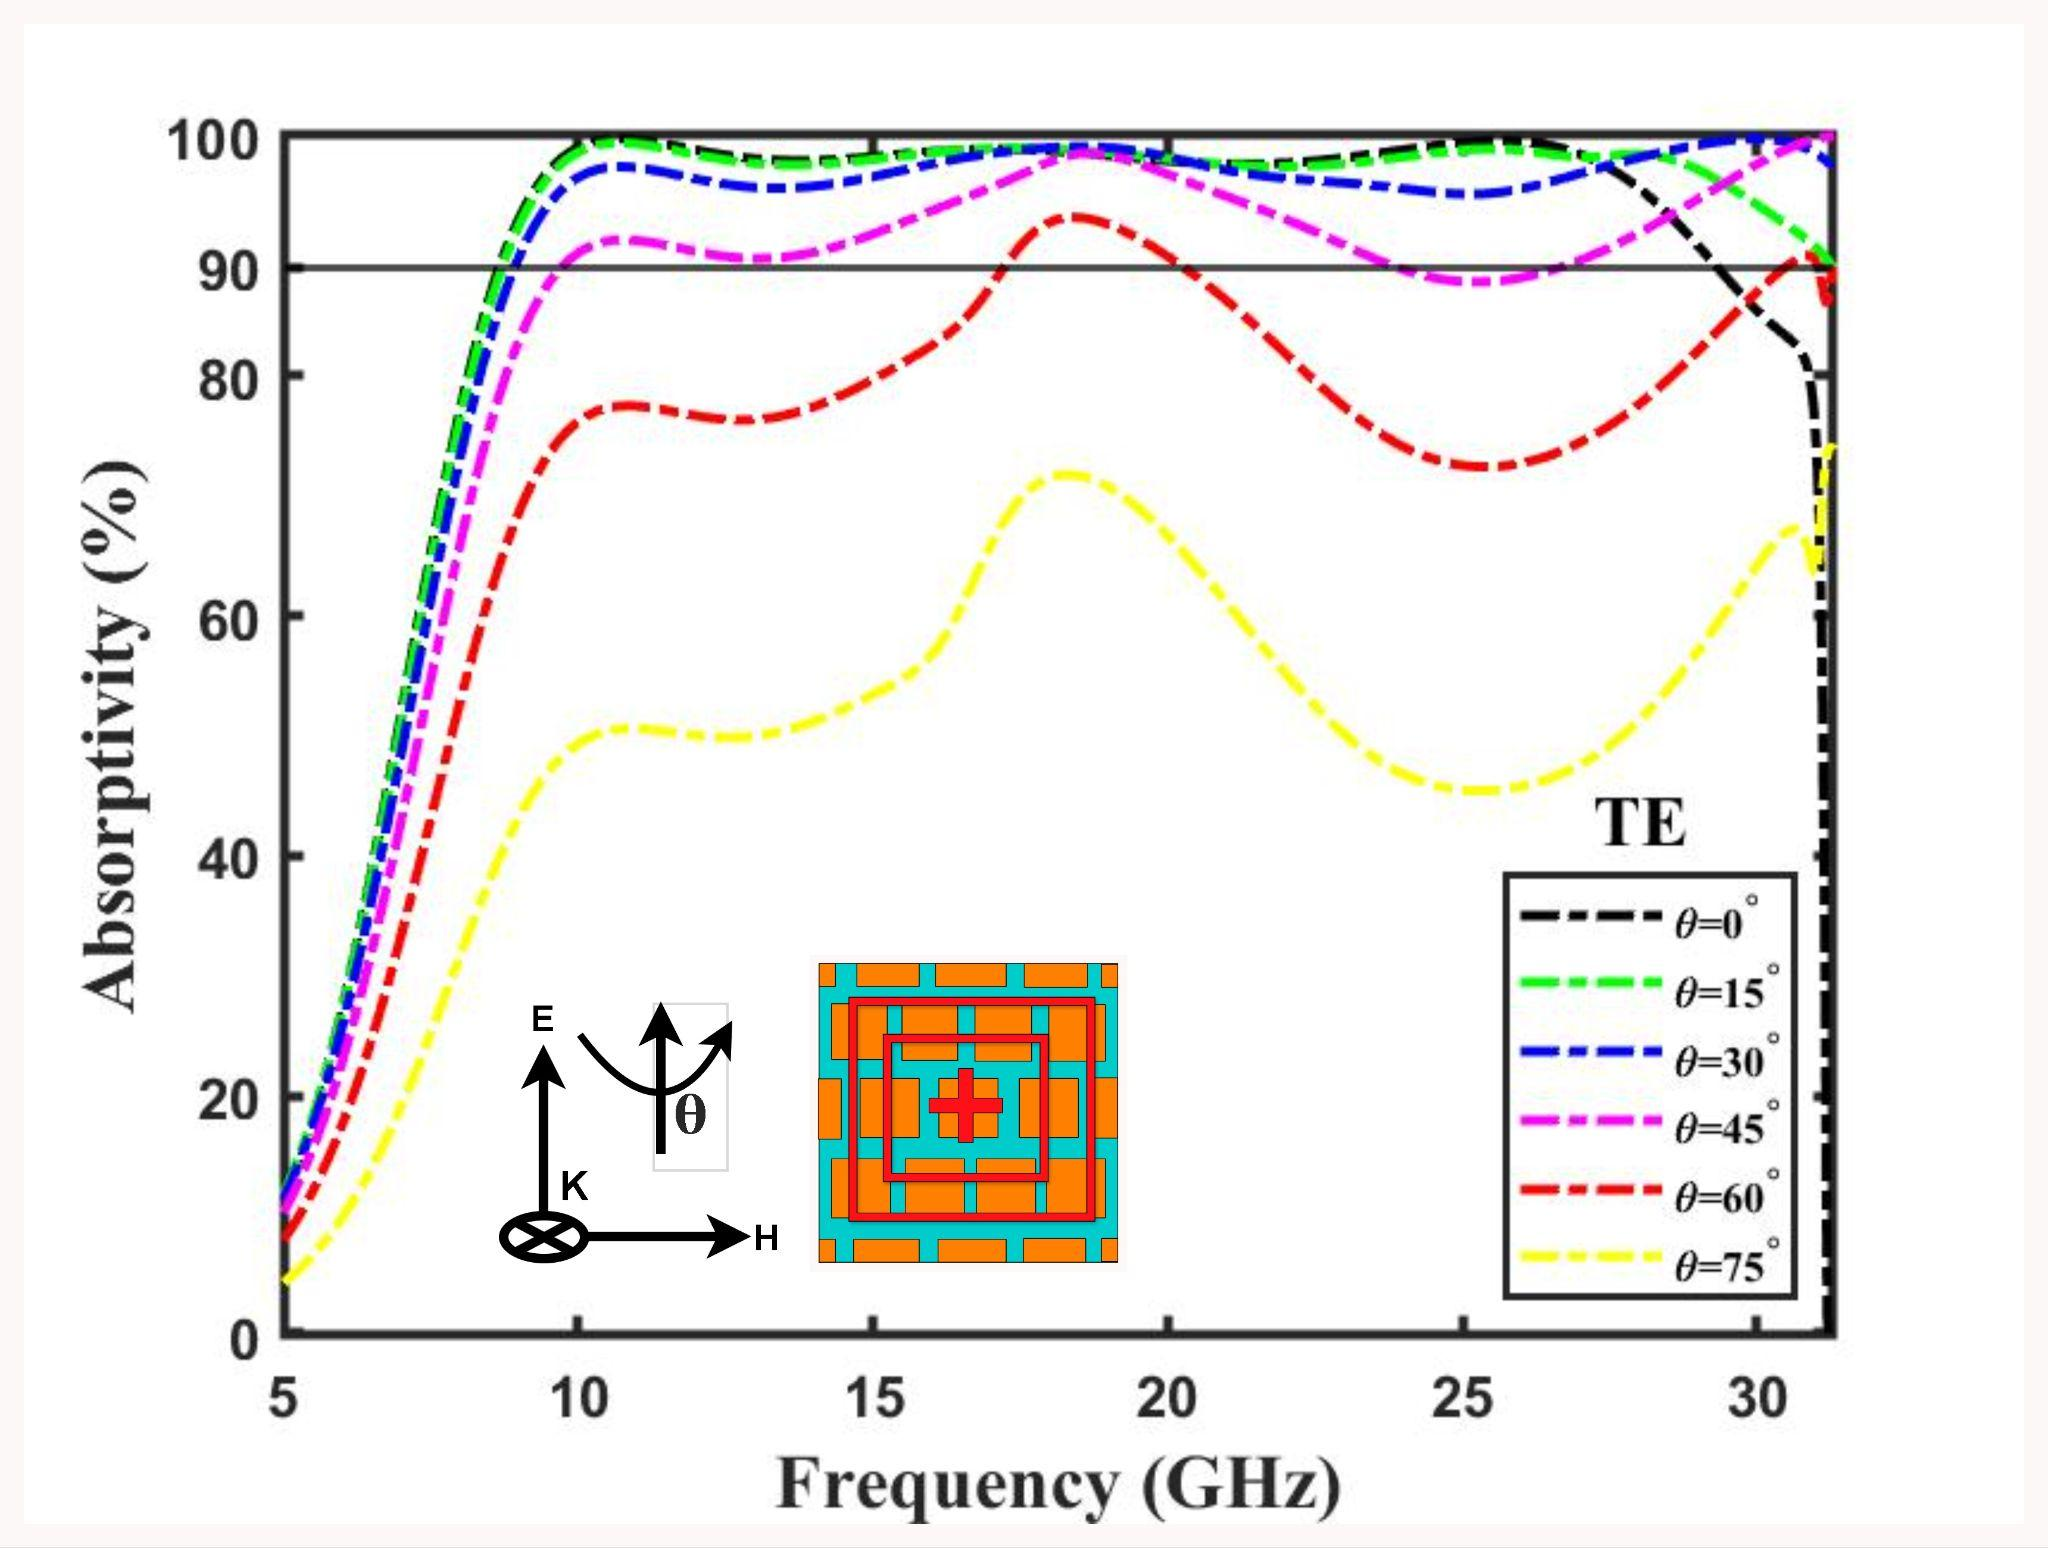 100
90
80
60
40
20
0
Absorptivity (%)
TE
θ=0°
θ=15°
θ=30°
θ=45°
θ=60°
θ=75°
E
θ
K
H
5 10 15 20 25 30
Frequency (GHz)